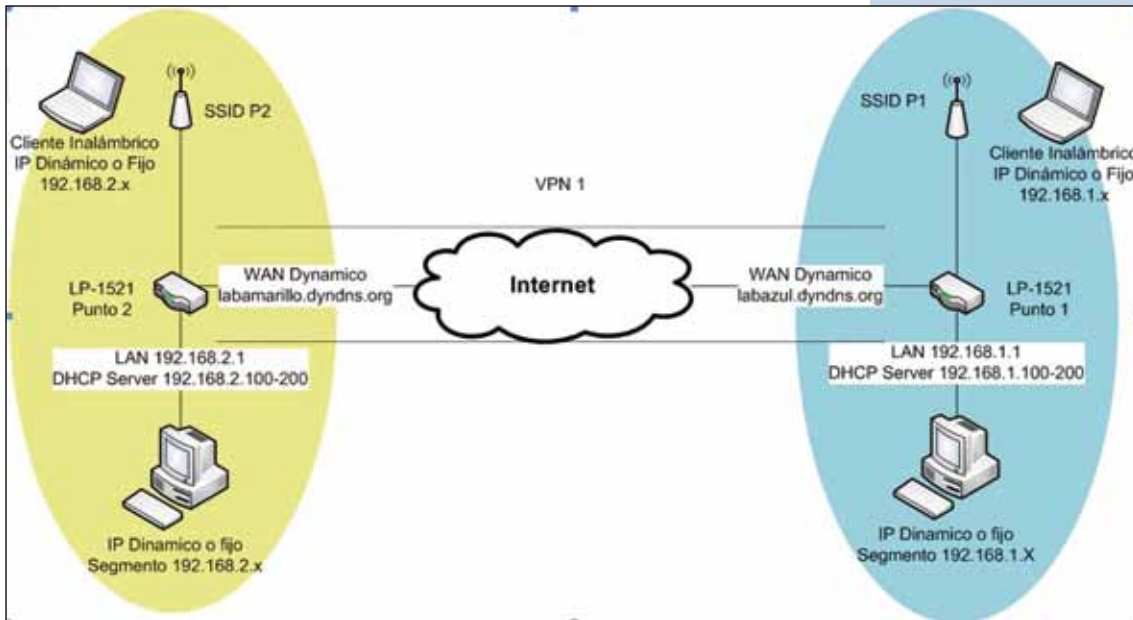 SSID P2
Cliente Inalámbrico
IP Dinámico o Fijo
192.168.2.x
LP-1521
Punto 2
WAN Dynamico
labamarillo.dyndns.org
LAN 192.168.2.1
DHCP Server 192.168.2.100-200
IP Dinamico o fijo
Segmento 192.168.2.x
VPN 1
Internet
SSID P1
Cliente Inalámbrico
IP Dinámico o Fijo
192.168.1.x
WAN Dynamico
labazul.dyndns.org
LP-1521
Punto 1
LAN 192.168.1.1
DHCP Server 192.168.1.100-200
IP Dinamico o fijo
Segmento 192.168.1.X